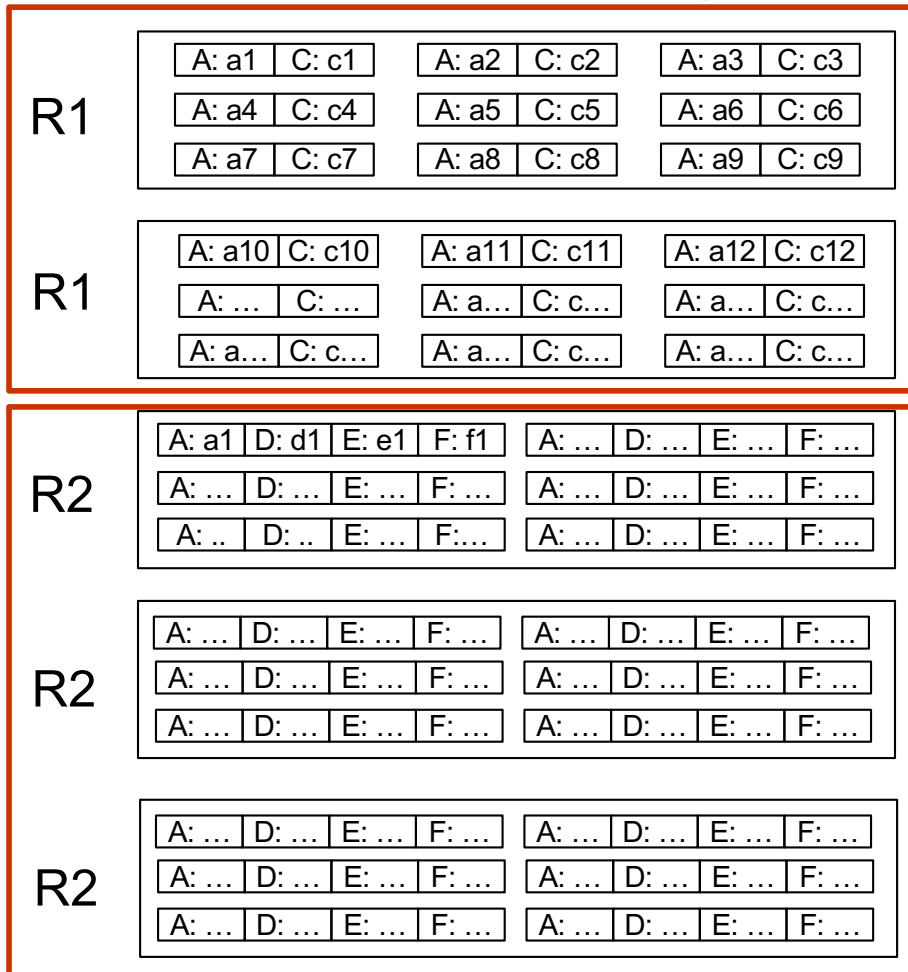 R1
A: a1 C: c1 A: a2 C: c2 A: a3 C: c3
A: a4 C: c4 A: a5 C: c5 A: a6 C: c6
A: a7 C: c7 A: a8 C: c8 A: a9 C: c9
R1
A: a10 C: c10 A: a11 C: c11 A: a12 C: c12
A: … C: … A: a… C: c… A: a… C: c…
A: a… C: c… A: a… C: c… A: a… C: c…
R2
A: a1 D: d1 E: e1 F: f1 A: … D: … E: … F: …
A: … D: … E: … F: … A: … D: … E: … F: …
A: .. D: .. E: … F:… A: … D: … E: … F: …
R2
A: … D: … E: … F: … A: … D: … E: … F: …
A: … D: … E: … F: … A: … D: … E: … F: …
A: … D: … E: … F: … A: … D: … E: … F: …
R2
A: … D: … E: … F: … A: … D: … E: … F: …
A: … D: … E: … F: … A: … D: … E: … F: …
A: … D: … E: … F: … A: … D: … E: … F: …